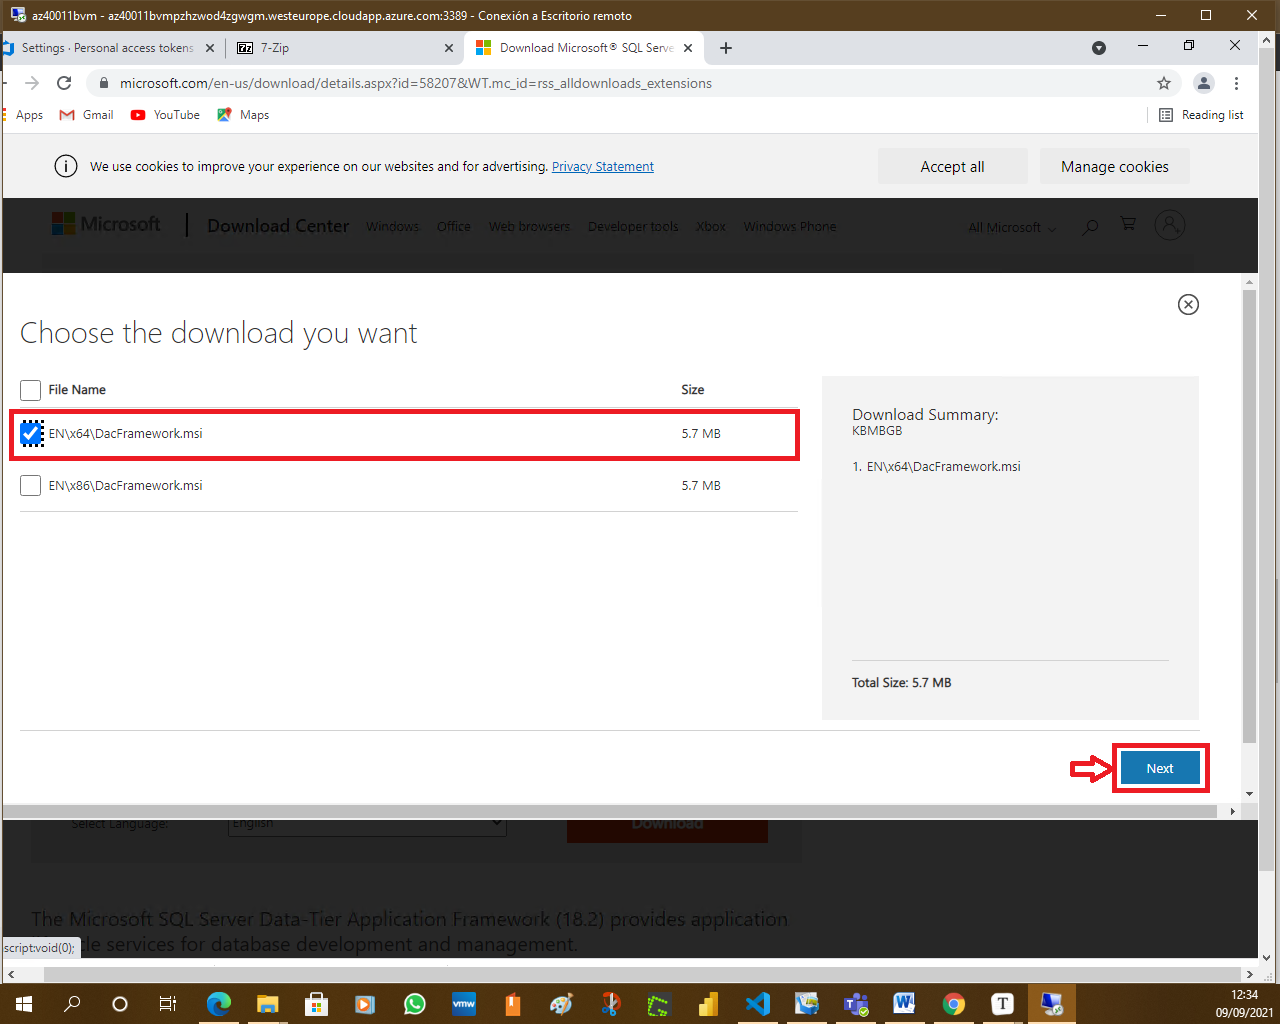 az40011bvm - az40011bvmpzhzwod4zgwgm.westeurope.cloudapp.azure.com:3389 - Conexión a Escritorio remoto
Settings · Personal access tokens
7-Zip
Download Microsoft® SQL Serve
microsoft.com/en-us/download/details.aspx?id=58207&WT.mc_id=rss_alldownloads_extensions
Apps Gmail YouTube Maps Reading list
We use cookies to improve your experience on our websites and for advertising. Privacy Statement Accept all Manage cookies
Microsoft Download Center Windows Office Web browsers Developer tools Xbox Windows Phone All Microsoft
Choose the download you want
File Name Size
EN\x64\DacFramework.msi 5.7 MB
EN\x86\DacFramework.msi 5.7 MB
Download Summary:
KBMBGB
1. EN\x64\DacFramework.msi
Total Size: 5.7 MB
Next
Select Language: English Download
The Microsoft SQL Server Data-Tier Application Framework (18.2) provides application
services for database development and management.
script:void(0);
vmw
12:34
09/09/2021